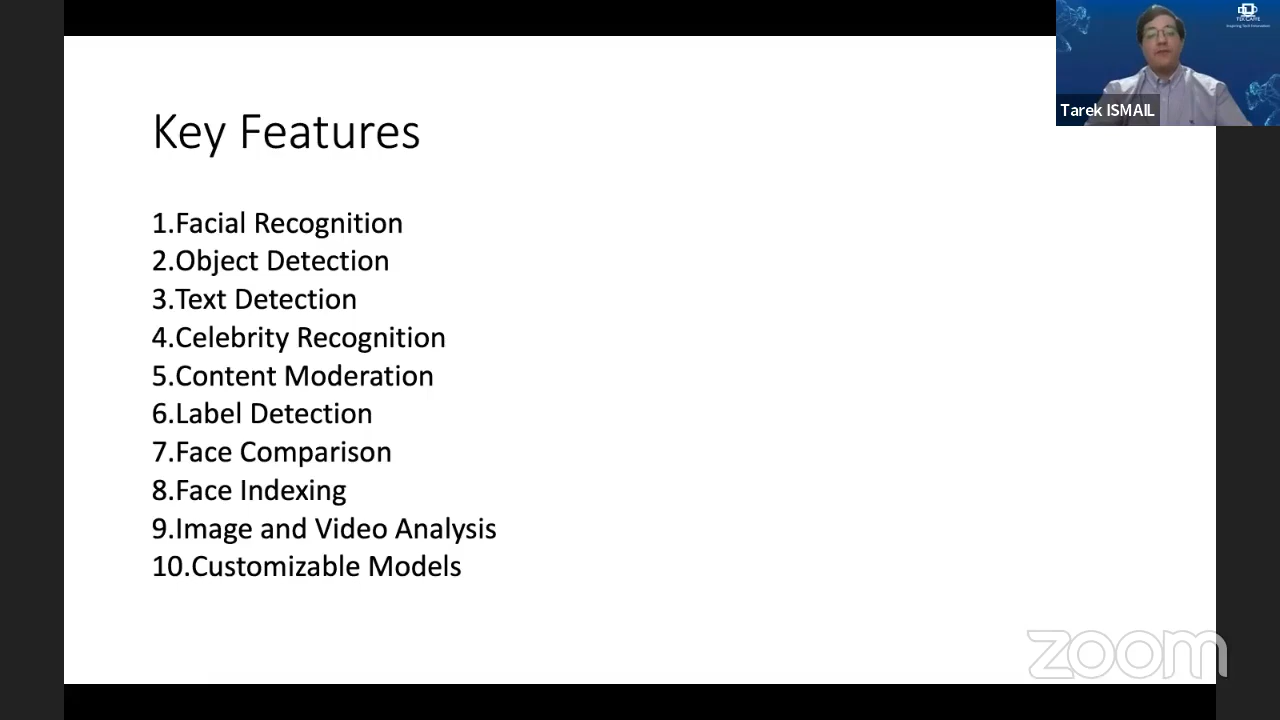 Key Features
1.Facial Recognition
2.Object Detection
3.Text Detection
4.Celebrity Recognition
5.Content Moderation
6.Label Detection
7.Face Comparison
8.Face Indexing
9.Image and Video Analysis
10.Customizable Models
Tarek ISMAIL
zoom